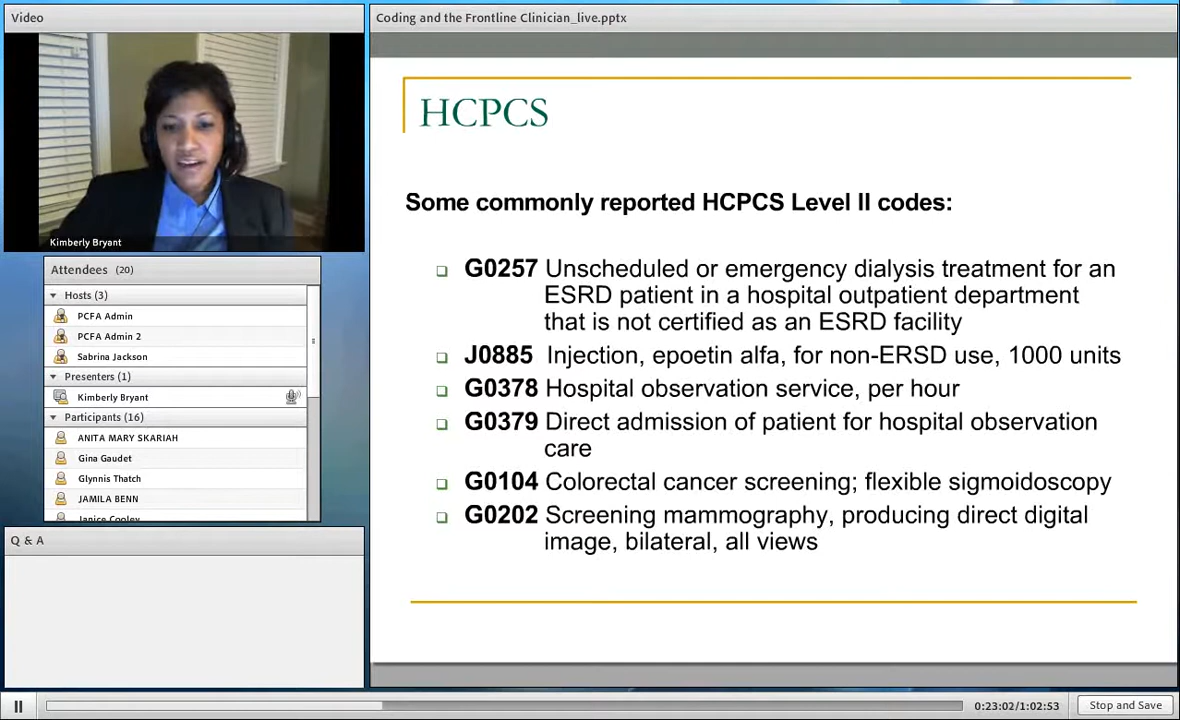 Video
Kimberly Bryant
Attendees (20)
Hosts (3)
PCFA Admin
PCFA Admin 2
Sabrina Jackson
Presenters (1)
Kimberly Bryant
Participants (16)
ANITA MARY SKARIAH
Gina Gaudet
Glynnis Thatch
JAMILA BENN
Janice Cooley
Q & A
Coding and the Frontline Clinician_live.pptx
HCPCS
Some commonly reported HCPCS Level II codes:
G0257 Unscheduled or emergency dialysis treatment for an
ESRD patient in a hospital outpatient department
that is not certified as an ESRD facility
J0885 Injection, epoetin alfa, for non-ERSD use, 1000 units
G0378 Hospital observation service, per hour
G0379 Direct admission of patient for hospital observation
care
G0104 Colorectal cancer screening; flexible sigmoidoscopy
G0202 Screening mammography, producing direct digital
image, bilateral, all views
0:23:02/1:02:53
Stop and Save